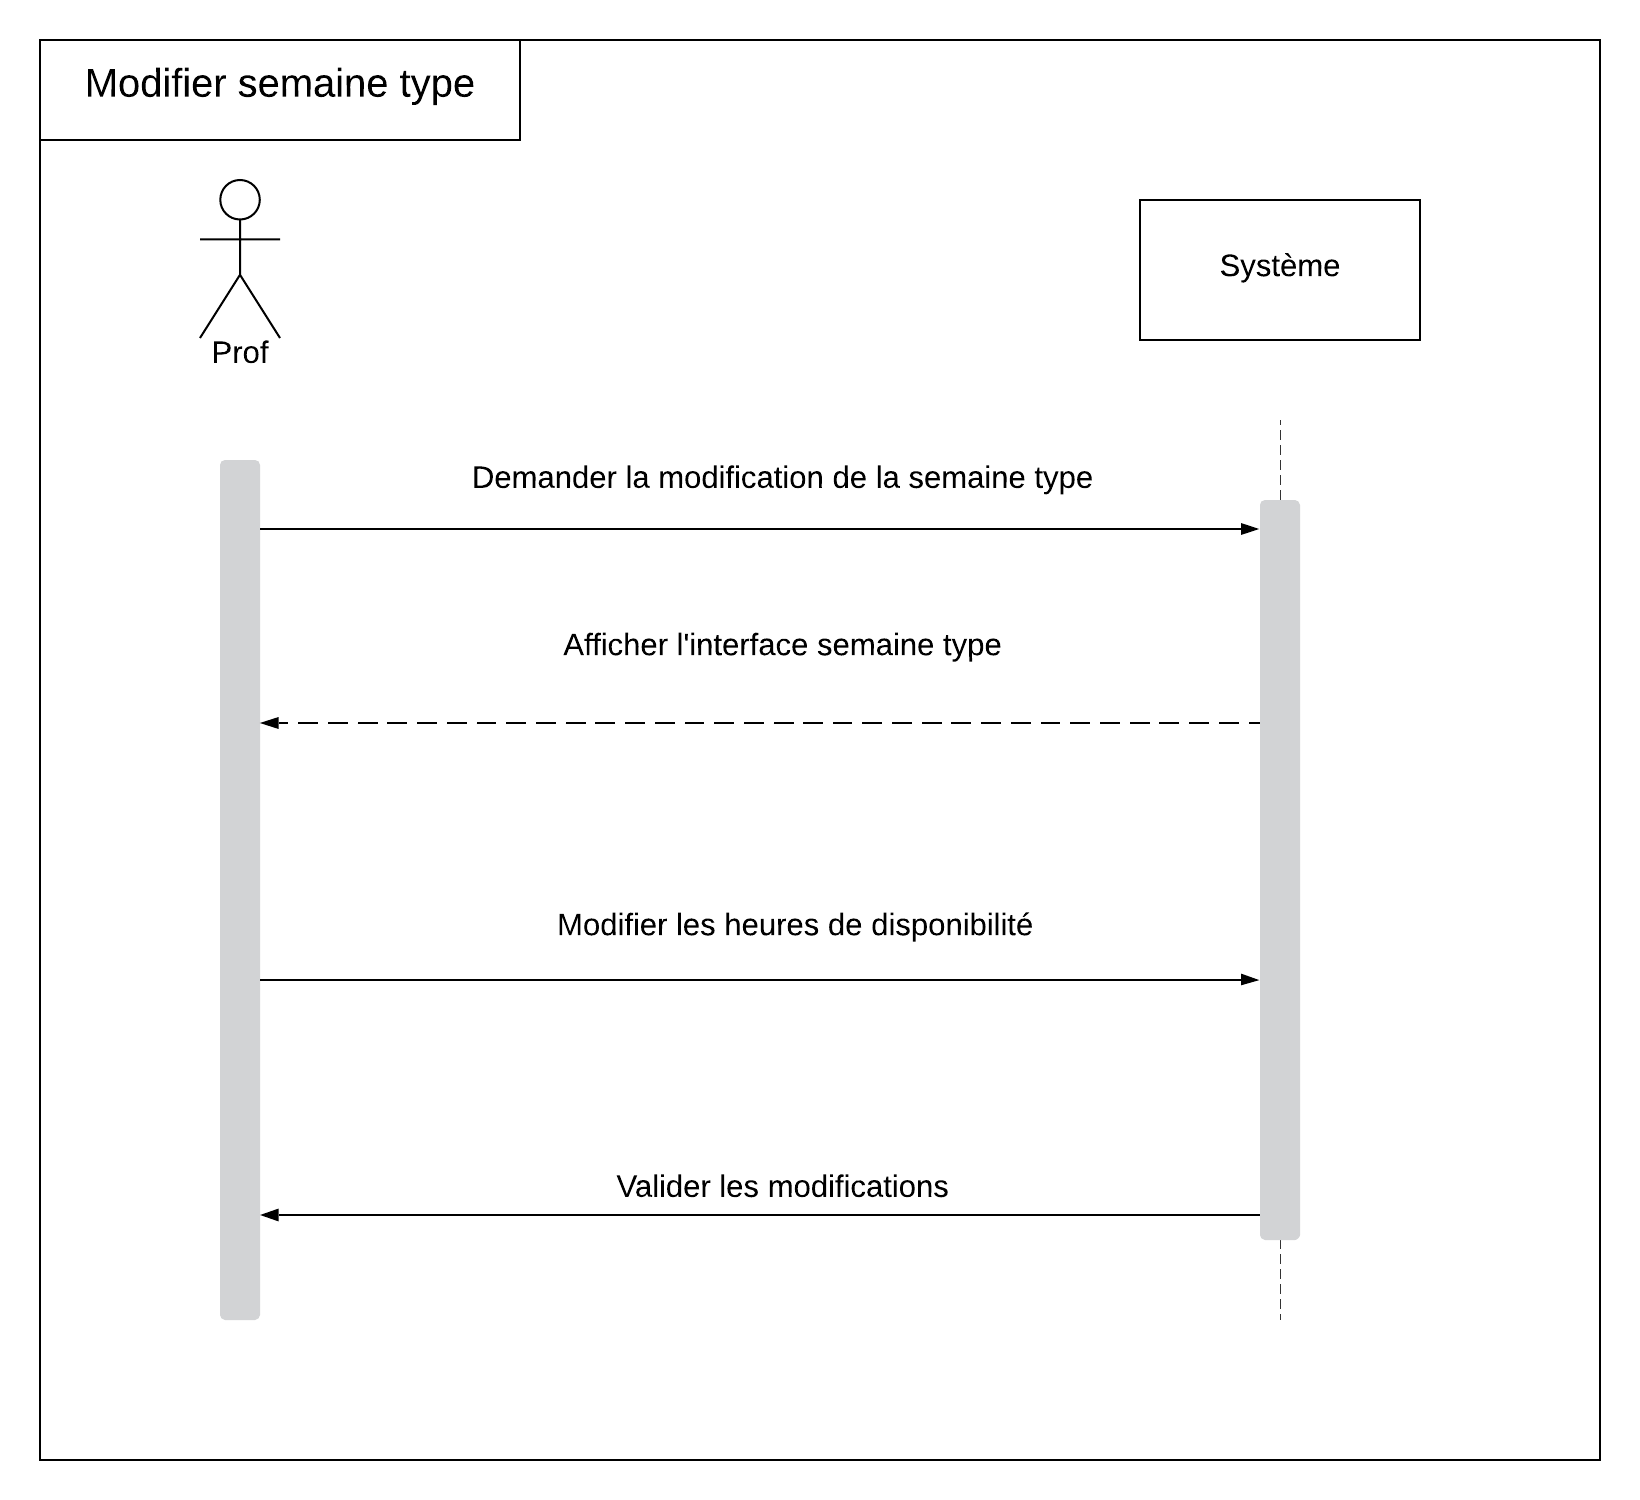 Modifier semaine type
Prof
Système
Demander la modification de la semaine type
Afficher l'interface semaine type
Modifier les heures de disponibilité
Valider les modifications